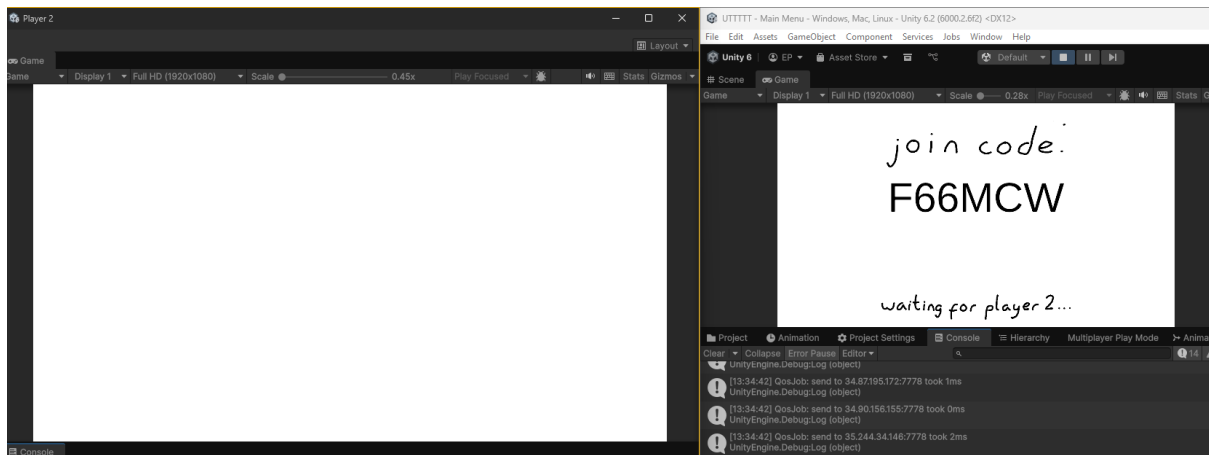 Player 2
Layout
Game
Game Display 1 Full HD (1920x1080) Scale 0.45x Play Focused Stats Gizmos
Console
UTTTTT - Main Menu - Windows, Mac, Linux - Unity 6.2 (6000.2.6f2) <DX12>
File Edit Assets GameObject Component Services Jobs Window Help
Unity 6 EP Asset Store Default
Scene Game
Game Display 1 Full HD (1920x1080) Scale 0.28x Play Focused Stats G
join code:
F66MCW
waiting for player 2...
Project Animation Project Settings Console Hierarchy Multiplayer Play Mode Anima
Clear Collapse Error Pause Editor 14
UnityEngine.Debug:Log (object)
[13:34:42] QosJob: send to 34.87.195.172:7778 took 1ms
UnityEngine.Debug:Log (object)
[13:34:42] QosJob: send to 34.90.156.155:7778 took 0ms
UnityEngine.Debug:Log (object)
[13:34:42] QosJob: send to 35.244.34.146:7778 took 2ms
UnityEngine.Debug:Log (object)